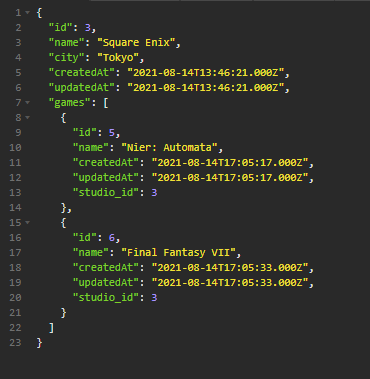 1 {
2 "id": 3,
3 "name": "Square Enix",
4 "city": "Tokyo",
5 "createdAt": "2021-08-14T13:46:21.000Z",
6 "updatedAt": "2021-08-14T13:46:21.000Z",
7 "games": [
8 {
9 "id": 5,
10 "name": "Nier: Automata",
11 "createdAt": "2021-08-14T17:05:17.000Z",
12 "updatedAt": "2021-08-14T17:05:17.000Z",
13 "studio_id": 3
14 },
15 {
16 "id": 6,
17 "name": "Final Fantasy VII",
18 "createdAt": "2021-08-14T17:05:33.000Z",
19 "updatedAt": "2021-08-14T17:05:33.000Z",
20 "studio_id": 3
21 }
22 ]
23 }